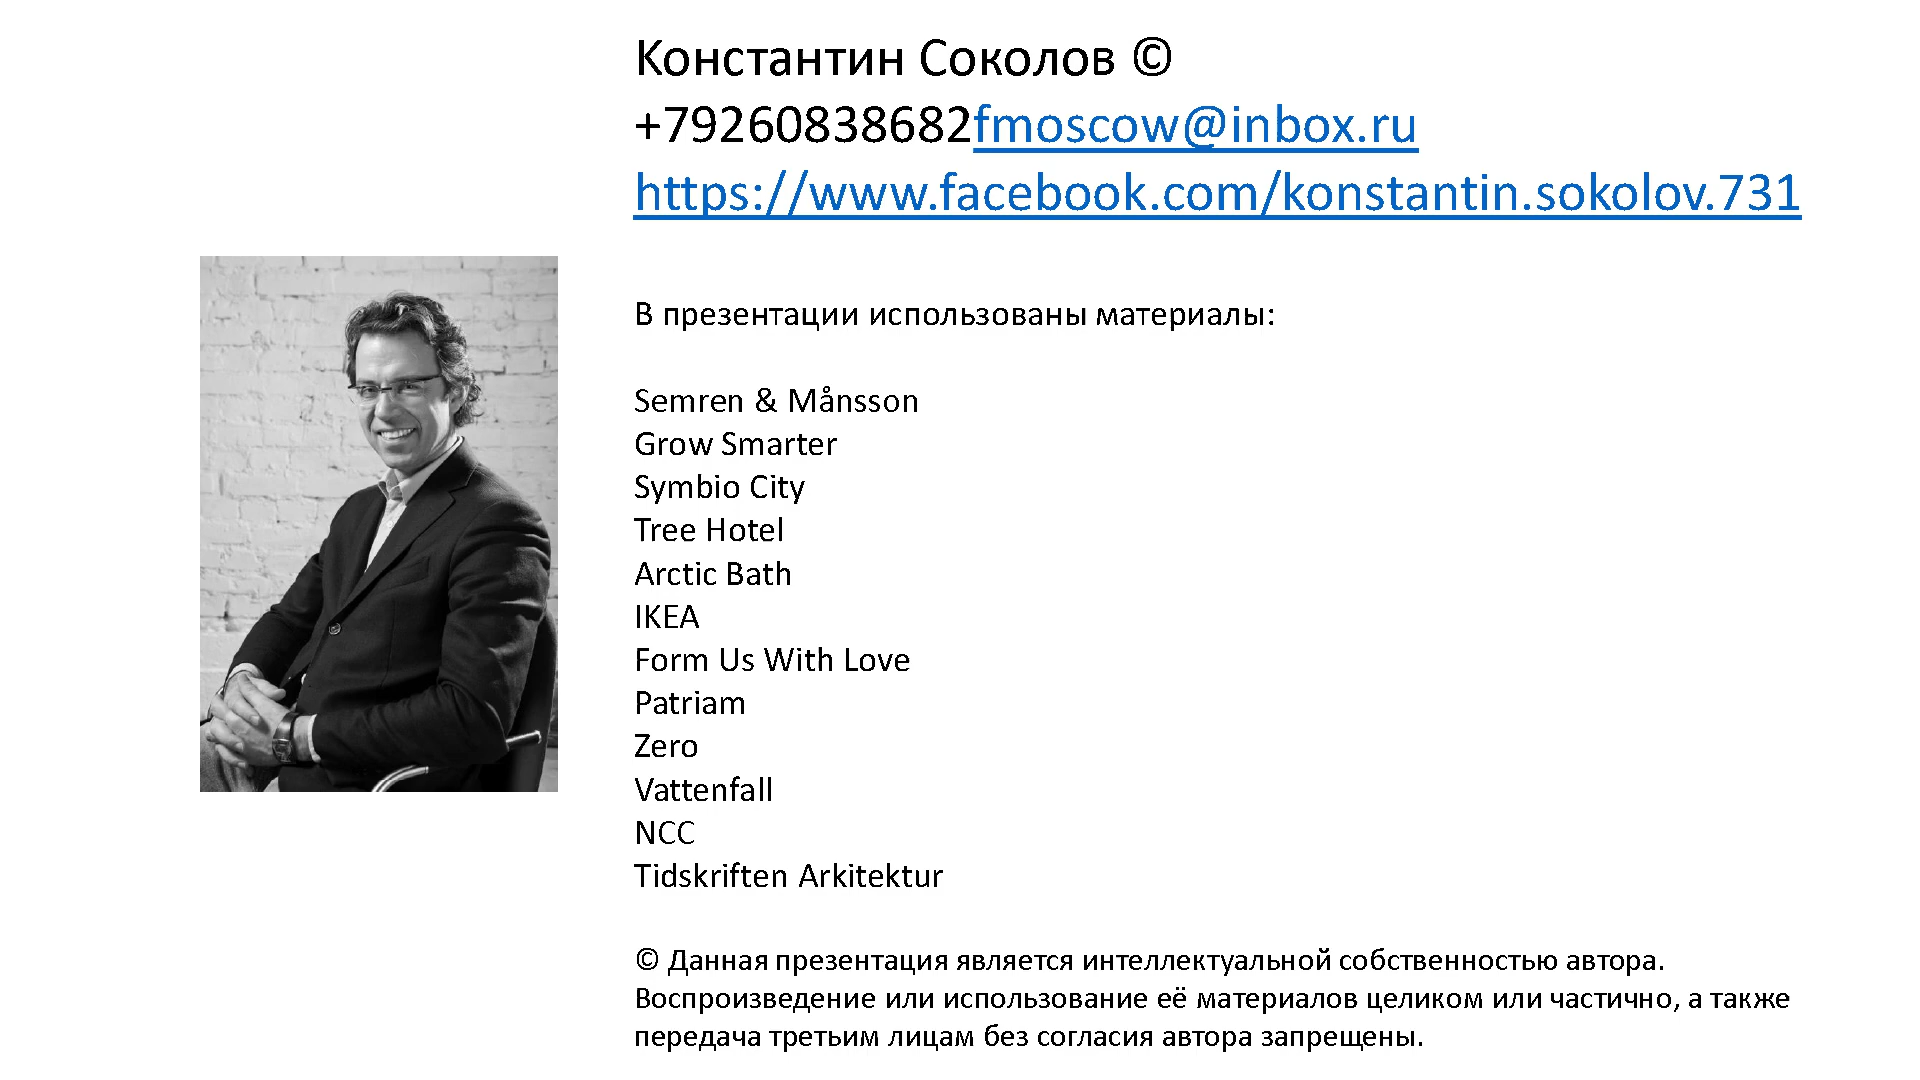 Константин Соколов ©
+79260838682fmoscow@inbox.ru
https://www.facebook.com/konstantin.sokolov.731
В презентации использованы материалы:
Semren & Månsson
Grow Smarter
Symbio City
Tree Hotel
Arctic Bath
IKEA
Form Us With Love
Patriam
Zero
Vattenfall
NCC
Tidskriften Arkitektur
© Данная презентация является интеллектуальной собственностью автора.
Воспроизведение или использование её материалов целиком или частично, а также
передача третьим лицам без согласия автора запрещены.